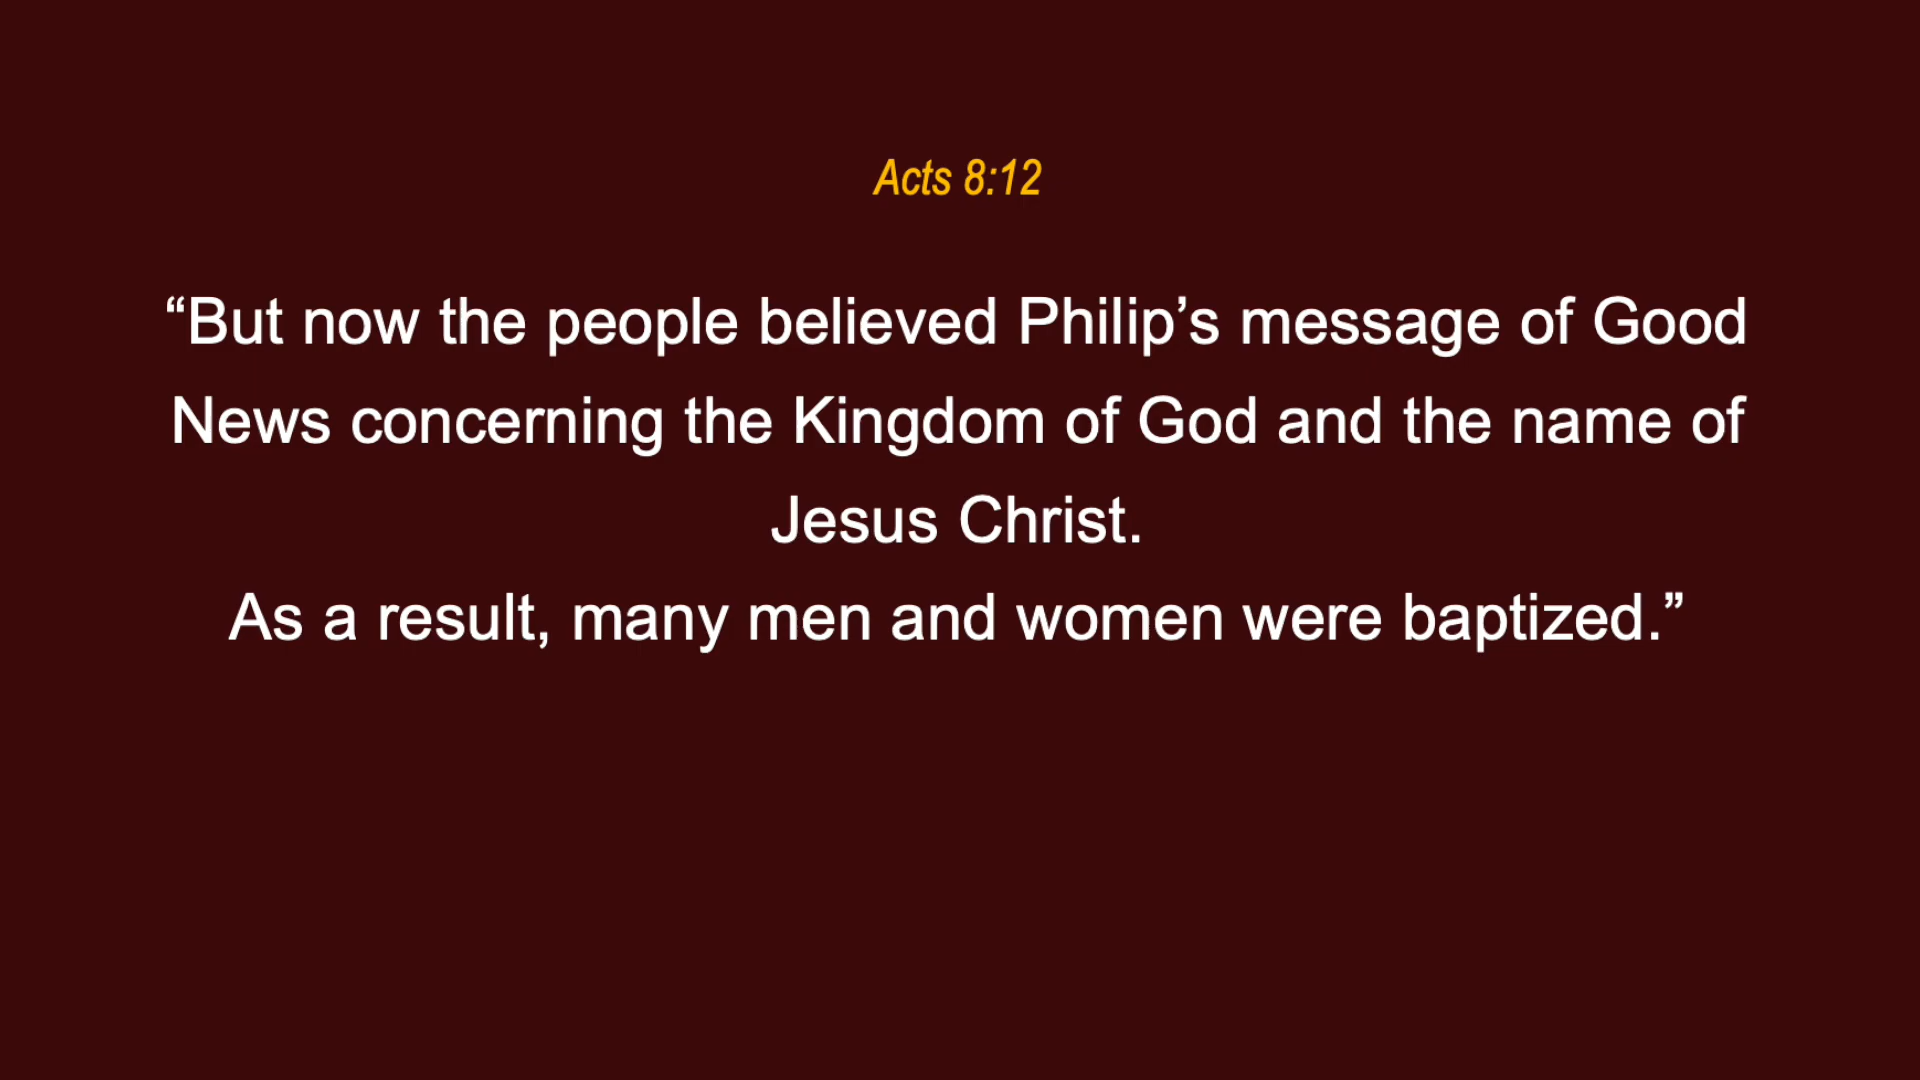 Acts 8:12
“But now the people believed Philip’s message of Good
News concerning the Kingdom of God and the name of
Jesus Christ.
As a result, many men and women were baptized.”